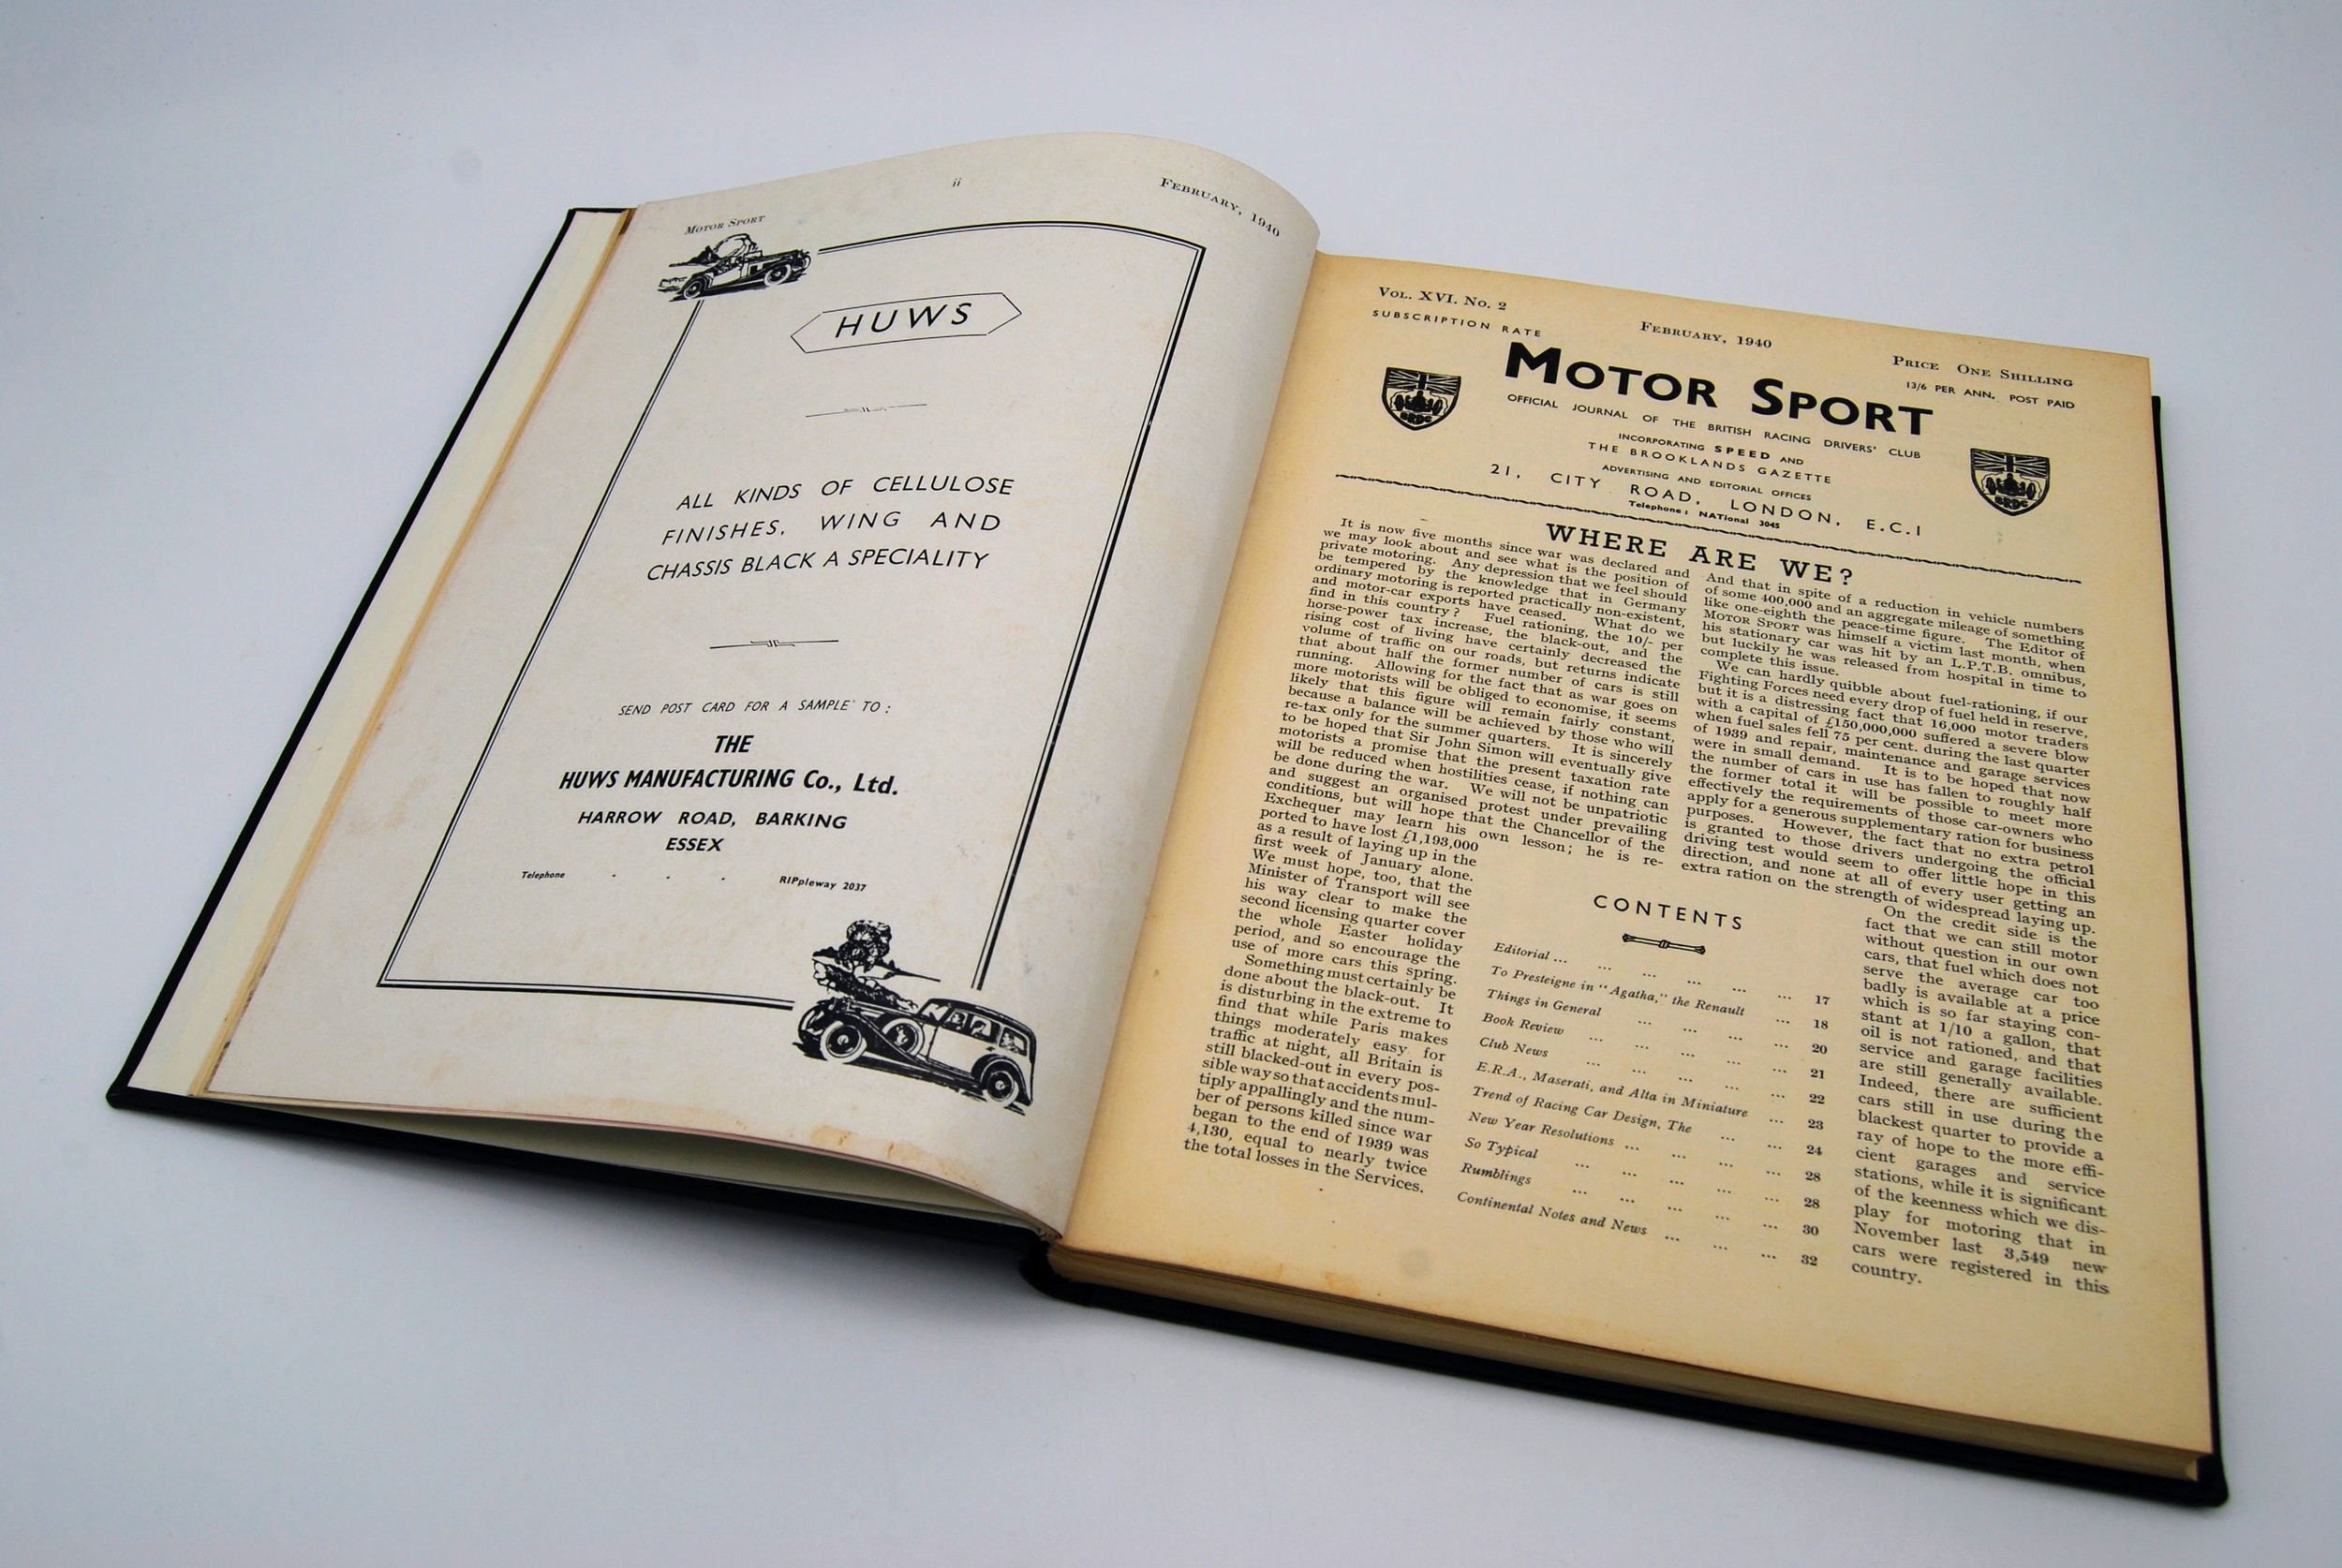 MOTOR SPORT
ii
FEBRUARY, 1940
HUWS
ALL KINDS OF CELLULOSE
FINISHES, WING AND
CHASSIS BLACK A SPECIALITY
SEND POST CARD FOR A SAMPLE TO :
THE
HUWS MANUFACTURING Co., Ltd.
HARROW ROAD, BARKING
ESSEX
Telephone - - - RIPpleway 2037
VOL. XVI. No. 2
FEBRUARY, 1940
PRICE ONE SHILLING
SUBSCRIPTION RATE
13/6 PER ANN. POST PAID
MOTOR SPORT
BRDC
BRDC
OFFICIAL JOURNAL OF THE BRITISH RACING DRIVERS' CLUB
INCORPORATING SPEED AND
THE BROOKLANDS GAZETTE
ADVERTISING AND EDITORIAL OFFICES
21, CITY ROAD, LONDON, E.C.1
Telephone: NATional 3045
WHERE ARE WE?
It is now five months since war was declared and
we may look about and see what is the position of
private motoring. Any depression that we feel should
be tempered by the knowledge that in Germany
ordinary motoring is reported practically non-existent,
and motor-car exports have ceased. What do we
find in this country? Fuel rationing, the 10/- per
horse-power tax increase, the black-out, and the
rising cost of living have certainly decreased the
volume of traffic on our roads, but returns indicate
that about half the former number of cars is still
running. Allowing for the fact that as war goes on
more motorists will be obliged to economise, it seems
likely that this figure will remain fairly constant,
because a balance will be achieved by those who will
re-tax only for the summer quarters. It is sincerely
to be hoped that Sir John Simon will eventually give
motorists a promise that the present taxation rate
will be reduced when hostilities cease, if nothing can
be done during the war. We will not be unpatriotic
and suggest an organised protest under prevailing
conditions, but will hope that the Chancellor of the
Exchequer may learn his own lesson; he is re-
ported to have lost £1,193,000
as a result of laying up in the
first week of January alone.
We must hope, too, that the
Minister of Transport will see
his way clear to make the
second licensing quarter cover
the whole Easter holiday
period, and so encourage the
use of more cars this spring.
Something must certainly be
done about the black-out. It
is disturbing in the extreme to
find that while Paris makes
things moderately easy for
traffic at night, all Britain is
still blacked-out in every pos-
sible way so that accidents mul-
tiply appallingly and the num-
ber of persons killed since war
began to the end of 1939 was
4,130, equal to nearly twice
the total losses in the Services.
And that in spite of a reduction in vehicle numbers
of some 400,000 and an aggregate mileage of something
like one-eighth the peace-time figure. The Editor of
MOTOR SPORT was himself a victim last month, when
his stationary car was hit by an L.P.T.B. omnibus,
but luckily he was released from hospital in time to
complete this issue.
We can hardly quibble about fuel-rationing, if our
Fighting Forces need every drop of fuel held in reserve,
but it is a distressing fact that 16,000 motor traders
with a capital of £150,000,000 suffered a severe blow
when fuel sales fell 75 per cent. during the last quarter
of 1939 and repair, maintenance and garage services
were in small demand. It is to be hoped that now
the number of cars in use has fallen to roughly half
the former total it will be possible to meet more
effectively the requirements of those car-owners who
apply for a generous supplementary ration for business
purposes. However, the fact that no extra petrol
is granted to those drivers undergoing the official
driving test would seem to offer little hope in this
direction, and none at all of every user getting an
extra ration on the strength of widespread laying up.
On the credit side is the
fact that we can still motor
without question in our own
cars, that fuel which does not
serve the average car too
badly is available at a price
which is so far staying con-
stant at 1/10 a gallon, that
oil is not rationed, and that
service and garage facilities
are still generally available.
Indeed, there are sufficient
cars still in use during the
blackest quarter to provide a
ray of hope to the more effi-
cient garages and service
stations, while it is significant
of the keenness which we dis-
play for motoring that in
November last 3,549 new
cars were registered in this
country.
CONTENTS
Editorial ... ... ... ... ... ... 17
To Presteigne in "Agatha," the Renault ... 18
Things in General ... ... ... ... 20
Book Review ... ... ... ... ... 21
Club News ... ... ... ... ... 22
E.R.A., Maserati, and Alta in Miniature ... 23
Trend of Racing Car Design, The ... ... 24
New Year Resolutions ... ... ... ... 28
So Typical ... ... ... ... ... 28
Rumblings ... ... ... ... ... 30
Continental Notes and News ... ... ... 32